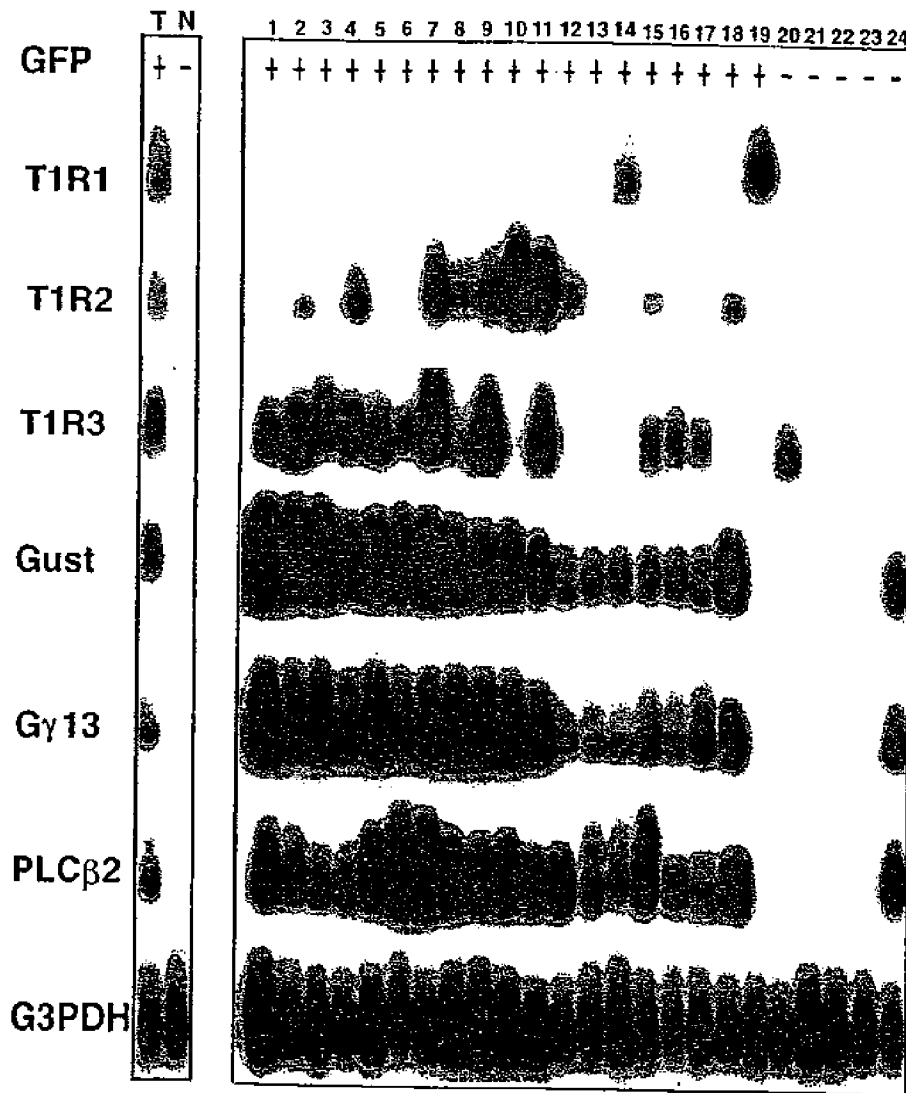 T N 1 2 3 4 5 6 7 8 9 10 11 12 13 14 15 16 17 18 19 20 21 22 23 24
GFP + - + + + + + + + + + + + + + + + + + + + - - - - -
T1R1
T1R2
T1R3
Gust
Gγ13
PLCβ2
G3PDH